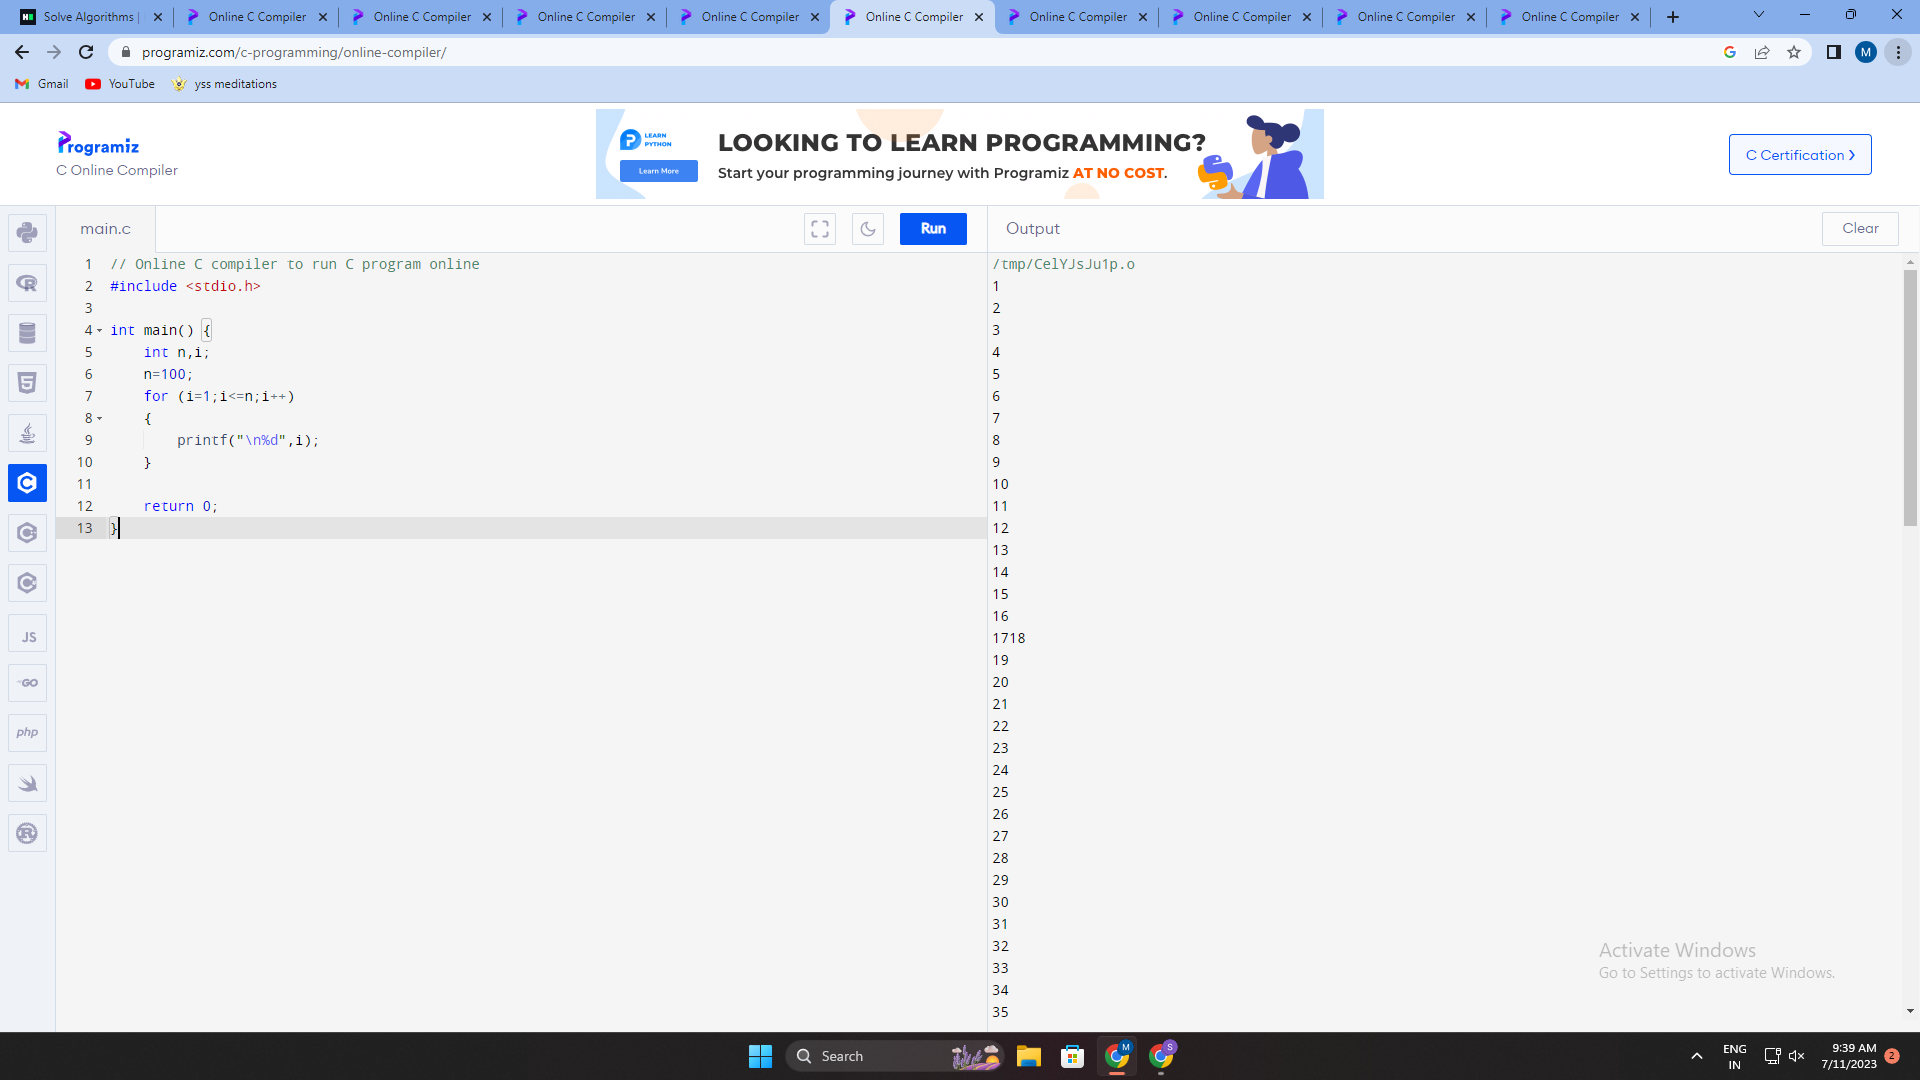 Solve Algorithms |
Online C Compiler
Online C Compiler
Online C Compiler
Online C Compiler
Online C Compiler
Online C Compiler
Online C Compiler
Online C Compiler
Online C Compiler
programiz.com/c-programming/online-compiler/
M
Gmail
YouTube
yss meditations
Programiz
C Online Compiler
LEARN
PYTHON
Learn More
LOOKING TO LEARN PROGRAMMING?
Start your programming journey with Programiz AT NO COST.
C Certification
main.c
Run
Output
Clear
1 // Online C compiler to run C program online
2 #include <stdio.h>
3
4 int main() {
5 int n,i;
6 n=100;
7 for (i=1;i<=n;i++)
8 {
9 printf("\n%d",i);
10 }
11
12 return 0;
13 }
/tmp/CelYJsJu1p.o
1
2
3
4
5
6
7
8
9
10
11
12
13
14
15
16
1718
19
20
21
22
23
24
25
26
27
28
29
30
31
32
33
34
35
JS
GO
php
Activate Windows
Go to Settings to activate Windows.
Search
M
S
ENG
IN
9:39 AM
7/11/2023
2